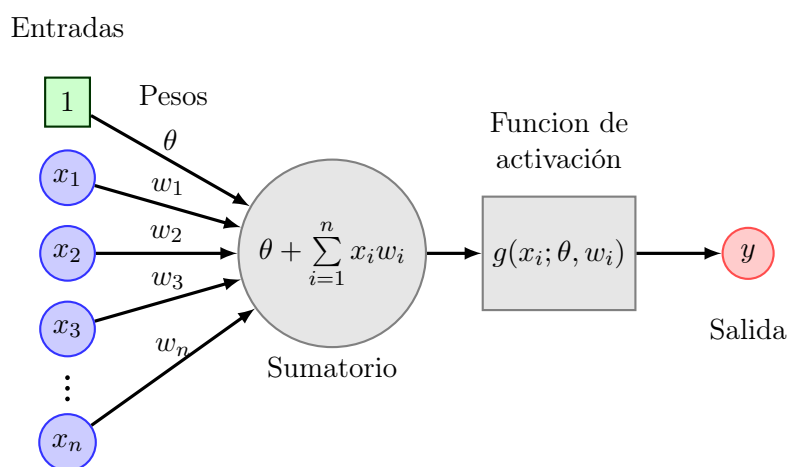 Entradas
1
Pesos
θ
x₁
w₁
x₂
w₂
x₃
w₃
⋮
xₙ
wₙ
θ + ∑ⁿᵢ₌₁ xᵢwᵢ
Sumatorio
Funcion de
activación
g(xᵢ; θ, wᵢ)
y
Salida